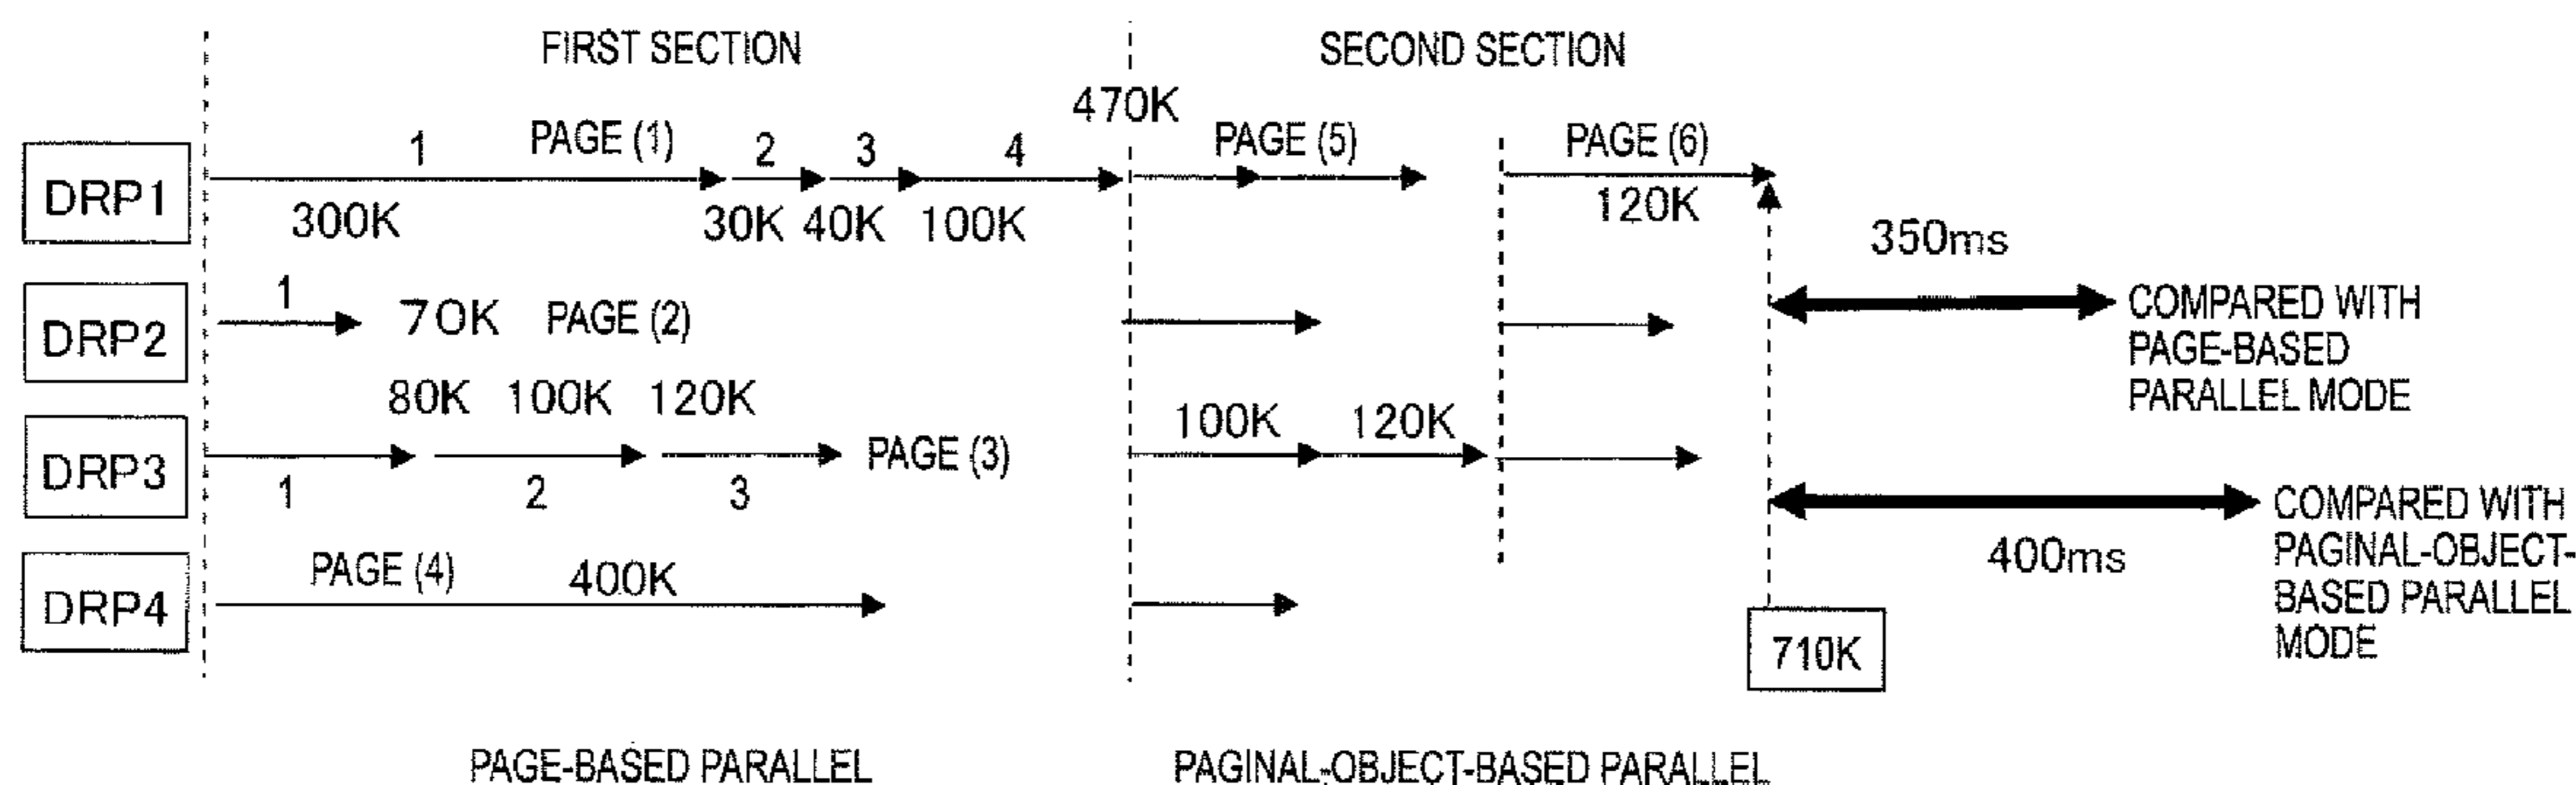 FIRST SECTION
SECOND SECTION
470K
DRP1
1
PAGE (1)
2
3
4
PAGE (5)
PAGE (6)
300K
30K
40K
100K
120K
350ms
DRP2
1
70K
PAGE (2)
COMPARED WITH
PAGE-BASED
PARALLEL MODE
DRP3
80K
100K
120K
PAGE (3)
1
2
3
100K
120K
400ms
COMPARED WITH
PAGINAL-OBJECT-
BASED PARALLEL
MODE
DRP4
PAGE (4)
400K
710K
PAGE-BASED PARALLEL
PAGINAL-OBJECT-BASED PARALLEL